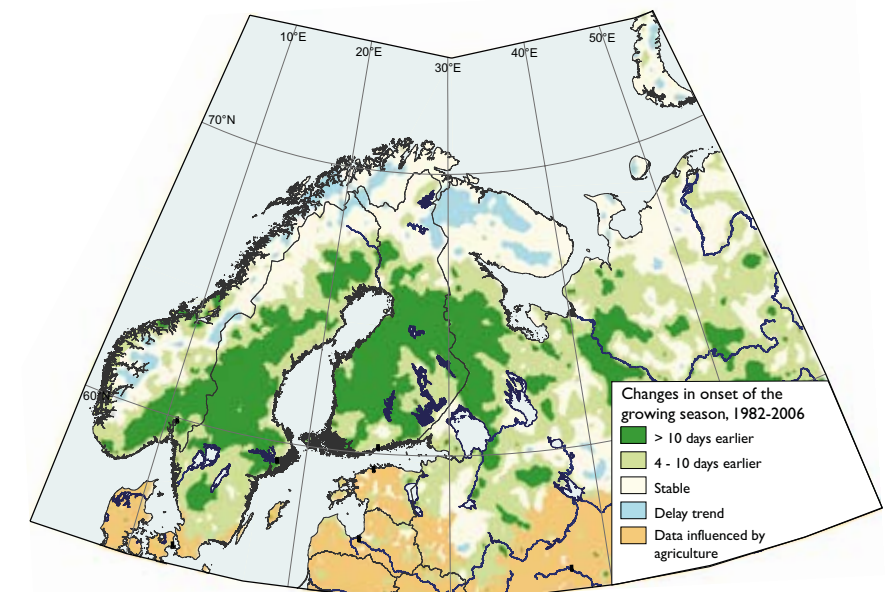 10°E
20°E
30°E
40°E
50°E
70°N
60°N
Changes in onset of the
growing season, 1982-2006
> 10 days earlier
4 - 10 days earlier
Stable
Delay trend
Data influenced by
agriculture